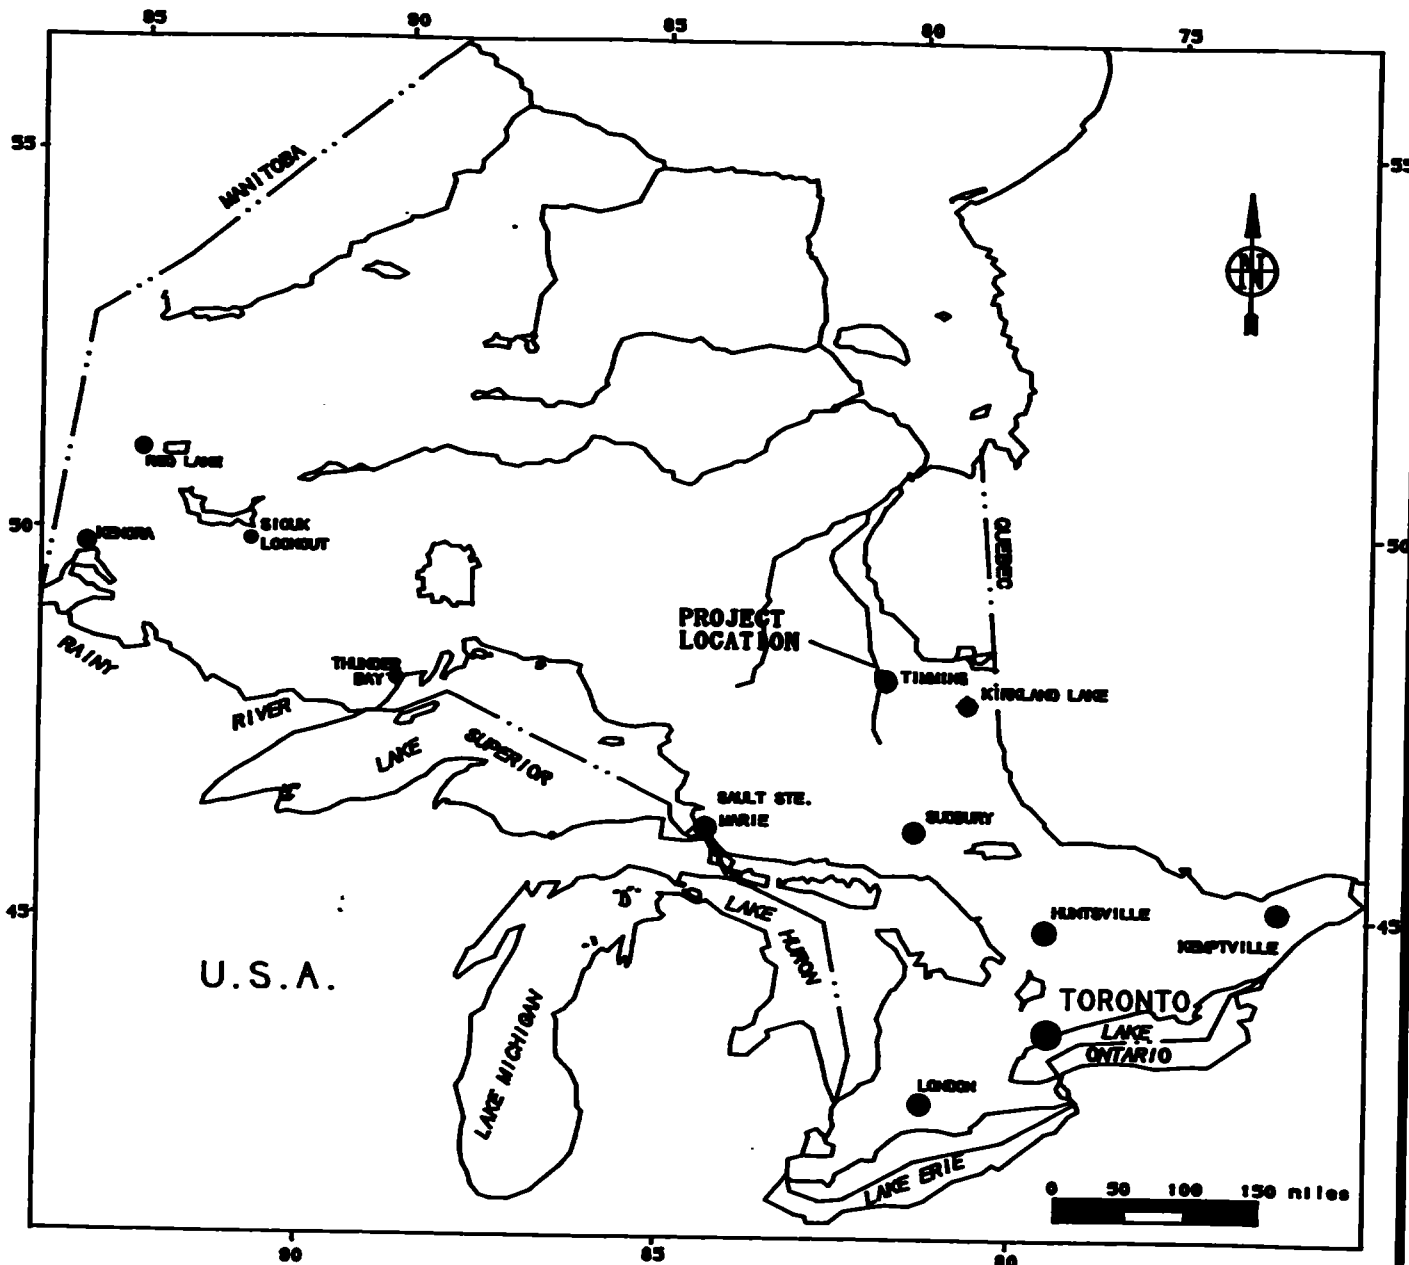 85 90 85 80 75
55 55
MANITOBA
N
RED LAKE
50 KENORA SIOUX
LOOKOUT 50
QUEBEC
PROJECT
LOCATION
RAINY
THUNDER
BAY
TIMMINS
KIRKLAND LAKE
RIVER
LAKE SUPERIOR
SAULT STE.
MARIE
SUDBURY
45 LAKE HURON
HUNTSVILLE
45
KEMPTVILLE
U.S.A.
TORONTO
LAKE MICHIGAN
LAKE
ONTARIO
LONDON
LAKE ERIE
0 50 100 150 miles
90 85 80